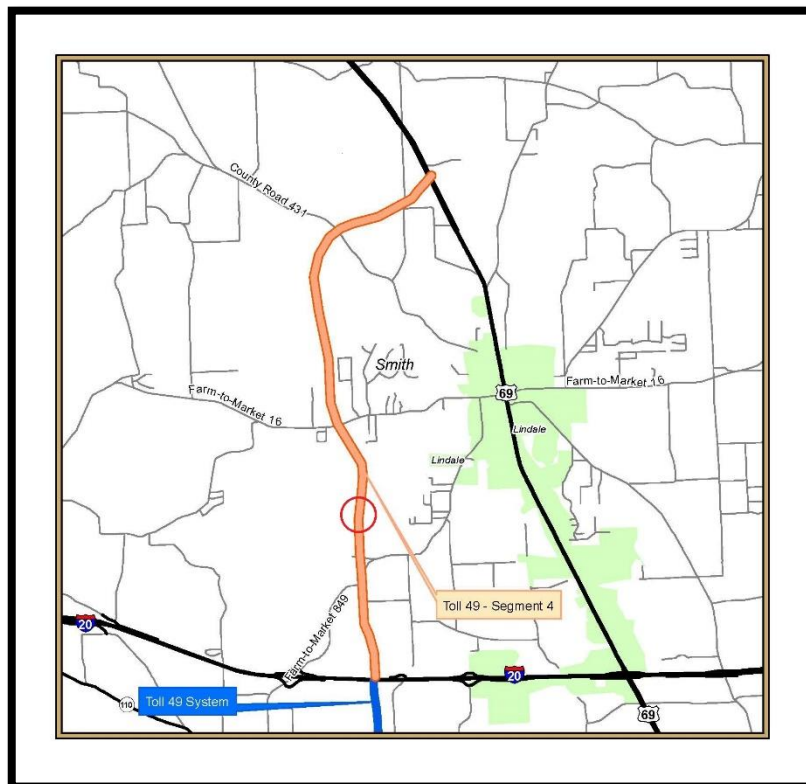 County Road 431
Smith
Farm-to-Market 16
69
Farm-to-Market 16
Lindale
Lindale
Toll 49 - Segment 4
Farm-to-Market 849
20
20
Toll 49 System
110
69